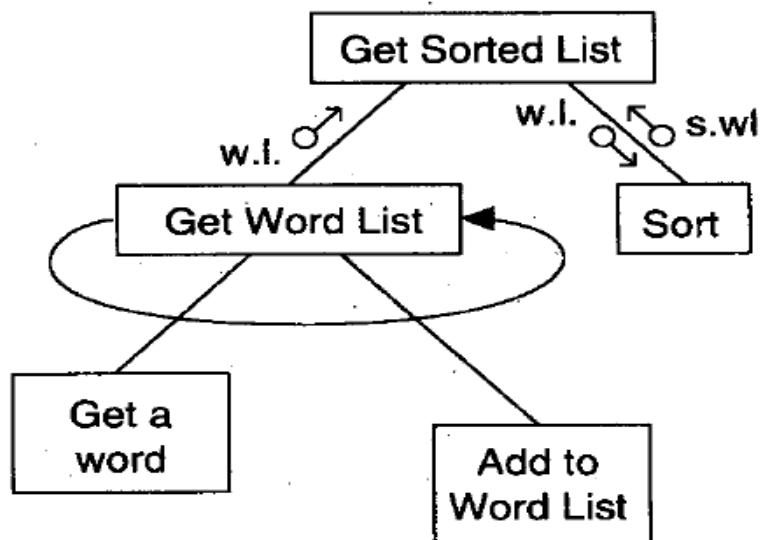 Get Sorted List
w.l.
w.l.
s.wl
Get Word List
Sort
Get a
word
Add to
Word List